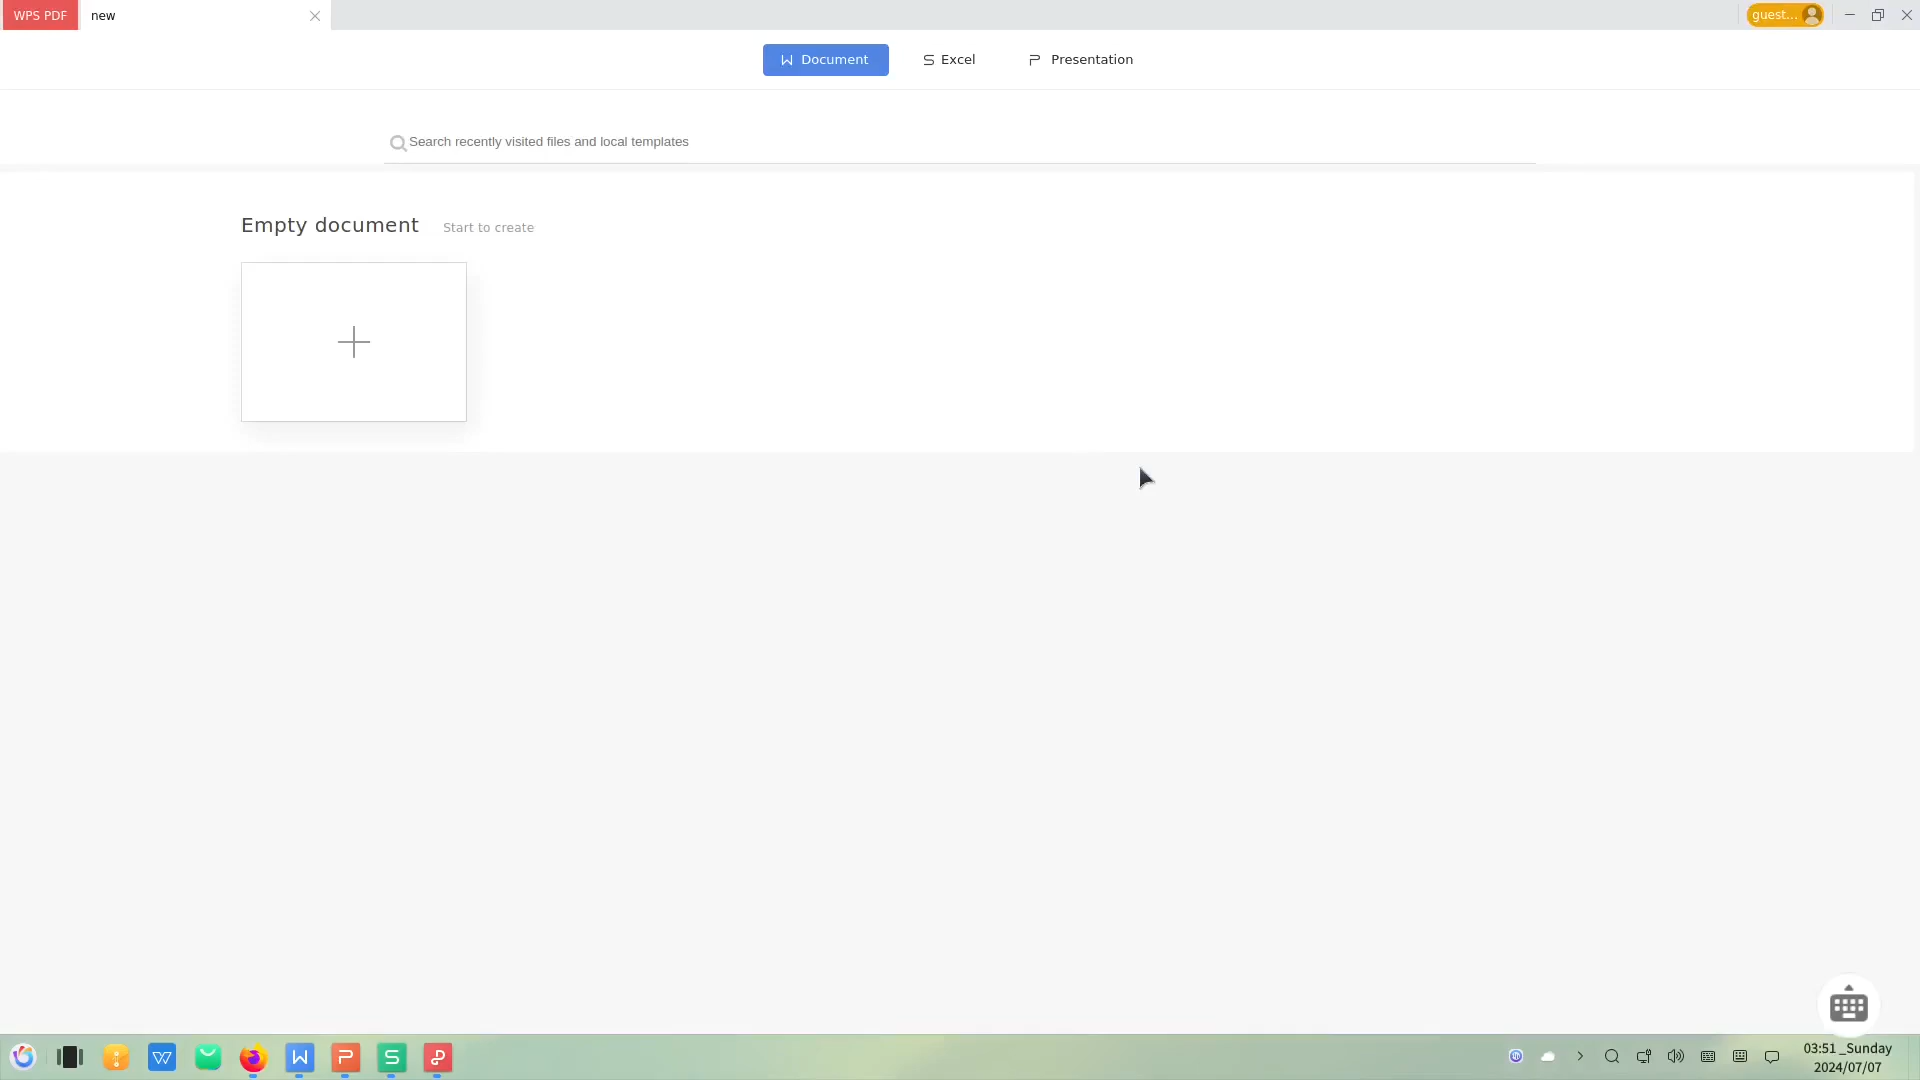 WPS PDF
new
guest...
Document
Excel
Presentation
Search recently visited files and local templates
Empty document
Start to create
03:51 _Sunday
2024/07/07